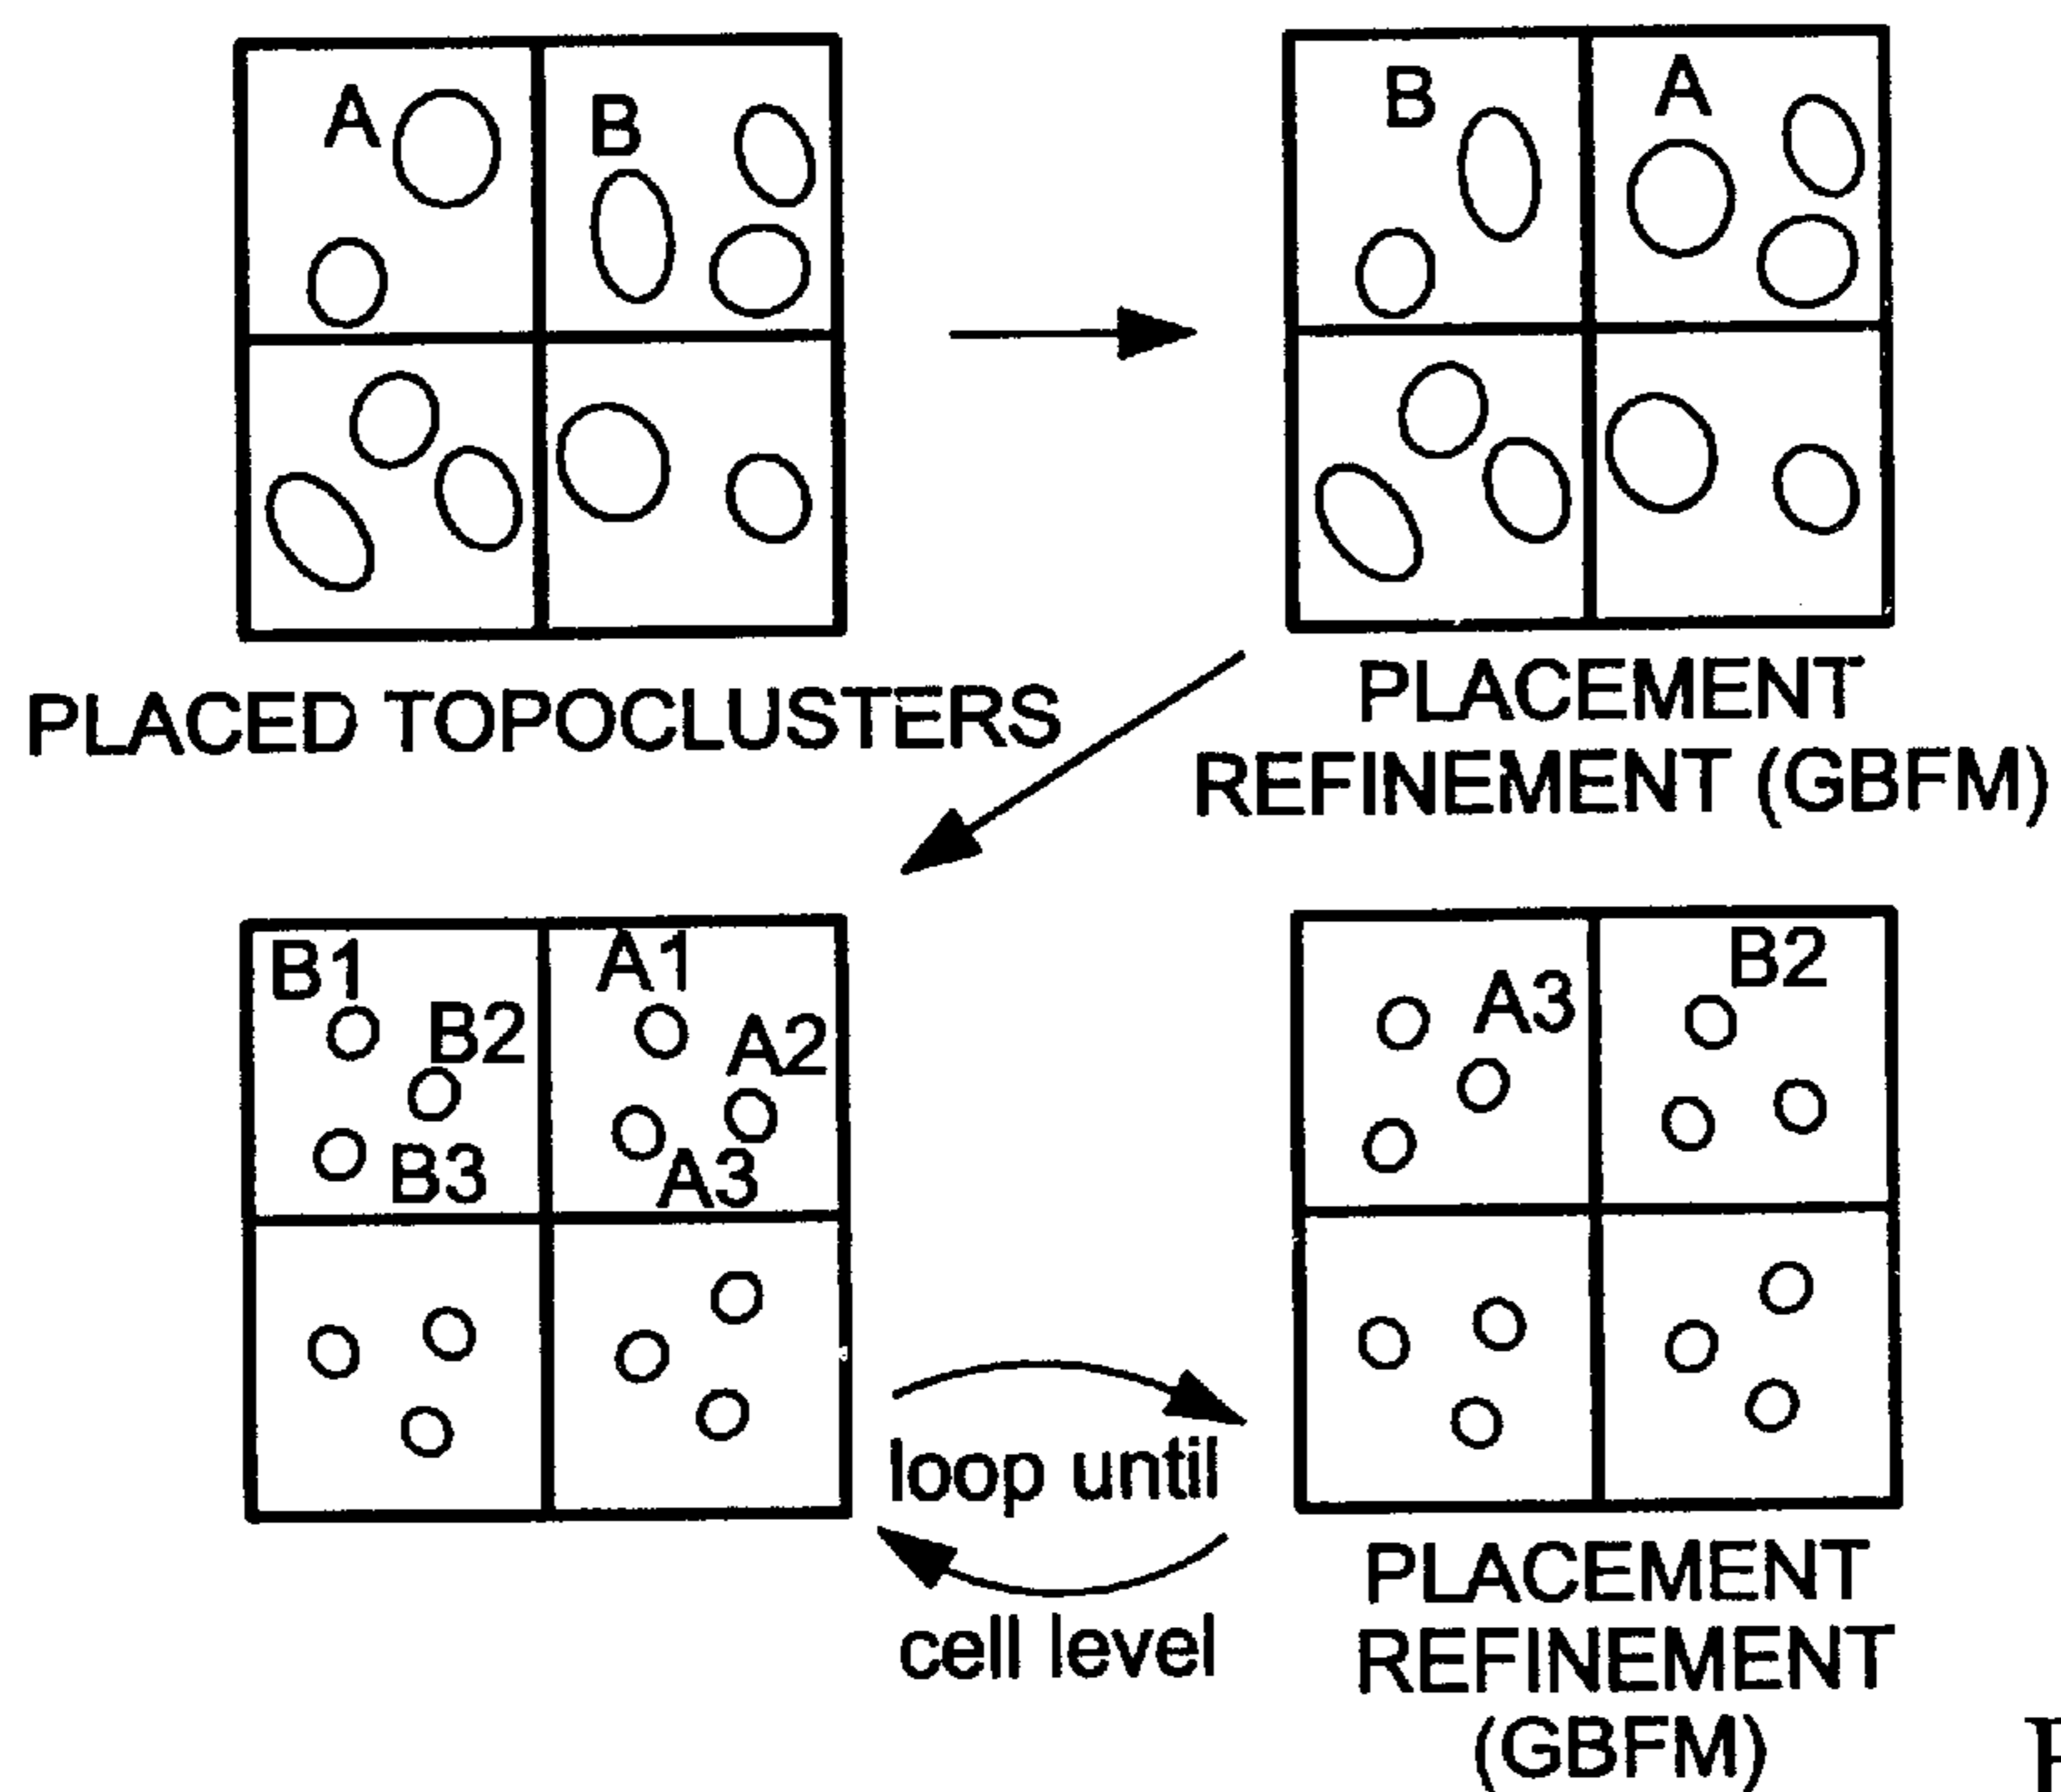 A
B
B
A
PLACED TOPOCLUSTERS
PLACEMENT
REFINEMENT (GBFM)
B1
B2
B3
A1
A2
A3
A3
B2
loop until
cell level
PLACEMENT
REFINEMENT
(GBFM)